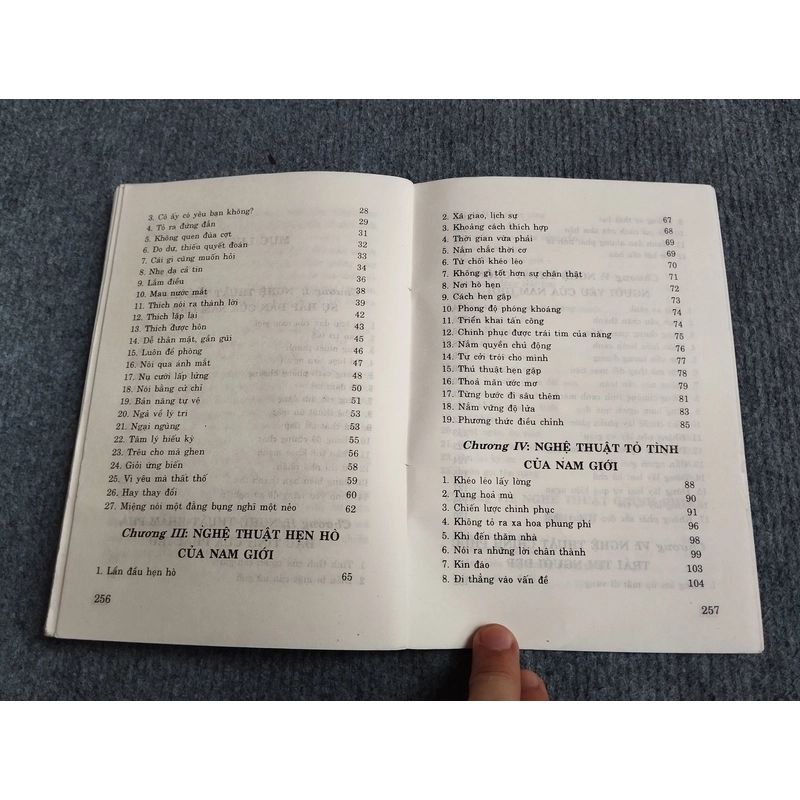 3. Cô ấy có yêu bạn không? 28
4. Tỏ ra đứng đắn 29
5. Không quen đùa cợt 31
6. Do dự, thiếu quyết đoán 32
7. Cái gì cũng muốn hỏi 33
8. Nhẹ dạ cả tin 34
9. Lắm điều 36
10. Mau nước mắt 38
11. Thích nói ra thành lời 39
12. Thích lặp lại 42
13. Thích được hôn 43
14. Dễ thân mật, gần gũi 45
15. Luôn đề phòng 46
16. Nói qua ánh mắt 47
17. Nụ cười lấp lửng 48
18. Nói bằng cử chỉ 50
19. Bản năng tự vệ 51
20. Ngả về lý trí 53
21. Ngại ngùng 53
22. Tâm lý hiếu kỳ 55
23. Trêu cho mà ghen 56
24. Giỏi ứng biến 58
25. Vì yêu mà thất thố 59
26. Hay thay đổi 60
27. Miệng nói một đằng bụng nghĩ một nẻo 62
Chương III: NGHỆ THUẬT HẸN HÒ
CỦA NAM GIỚI
1. Lần đầu hẹn hò 65
256
2. Xã giao, lịch sự 67
3. Khoảng cách thích hợp 68
4. Thời gian vừa phải 69
5. Nắm chắc thời cơ 69
6. Từ chối khéo léo 70
7. Không gì tốt hơn sự chân thật 71
8. Nơi hò hẹn 72
9. Cách hẹn gặp 73
10. Phong độ phóng khoáng 74
11. Triển khai tấn công 74
12. Chinh phục được trái tim của nàng 75
13. Nắm quyền chủ động 76
14. Tự cởi trói cho mình 77
15. Thủ thuật hẹn gặp 78
16. Thoả mãn ước mơ 79
17. Từng bước đi sâu thêm 81
18. Nắm vững độ lửa 83
19. Phương thức điều chỉnh 85
Chương IV: NGHỆ THUẬT TỎ TÌNH
CỦA NAM GIỚI
1. Khéo léo lấy lòng 88
2. Tung hoả mù 90
3. Chiến lược chinh phục 91
4. Không tỏ ra xa hoa phung phí 96
5. Khi đến thăm nhà 98
6. Nói ra những lời chân thành 99
7. Kín đáo 103
8. Đi thẳng vào vấn đề 104
257